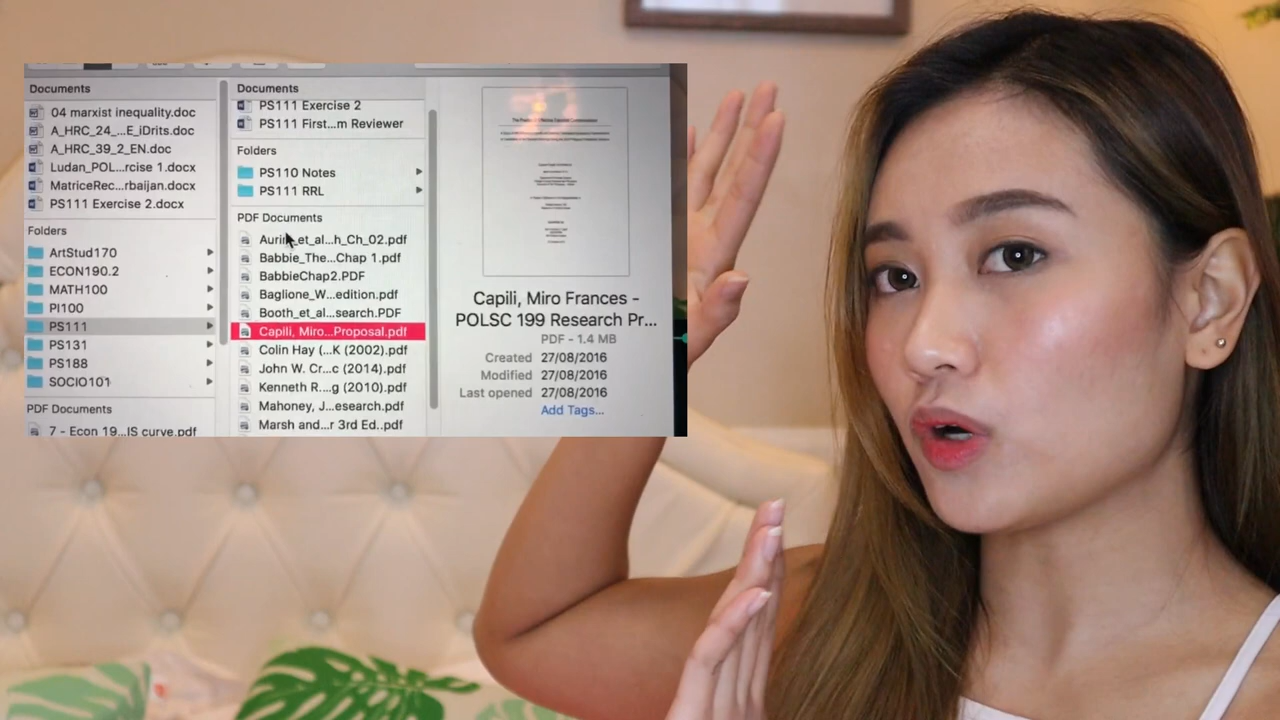 Documents
04 marxist inequality.doc
A_HRC_24_...E_iDrits.doc
A_HRC_39_2_EN.doc
Ludan_POL...rcise 1.docx
MatriceRec...rbaijan.docx
PS111 Exercise 2.docx
Folders
ArtStud170
ECON190.2
MATH100
PI100
PS111
PS131
PS188
SOCIO101
PDF Documents
7 - Econ 19...IS curve.pdf
Documents
PS111 Exercise 2
PS111 First...m Reviewer
Folders
PS110 Notes
PS111 RRL
PDF Documents
et_al...h_Ch_02.pdf
Babbie_The...Chap 1.pdf
BabbieChap2.PDF
Baglione_W...edition.pdf
Booth_et_al...search.PDF
Capili, Miro...Proposal.pdf
Colin Hay (...K (2002).pdf
John W. Cr...c (2014).pdf
Kenneth R....g (2010).pdf
Mahoney, J...esearch.pdf
Marsh and...r 3rd Ed..pdf
Capili, Miro Frances -
POLSC 199 Research Pr...
PDF - 1.4 MB
Created 27/08/2016
Modified 27/08/2016
Last opened 27/08/2016
Add Tags...